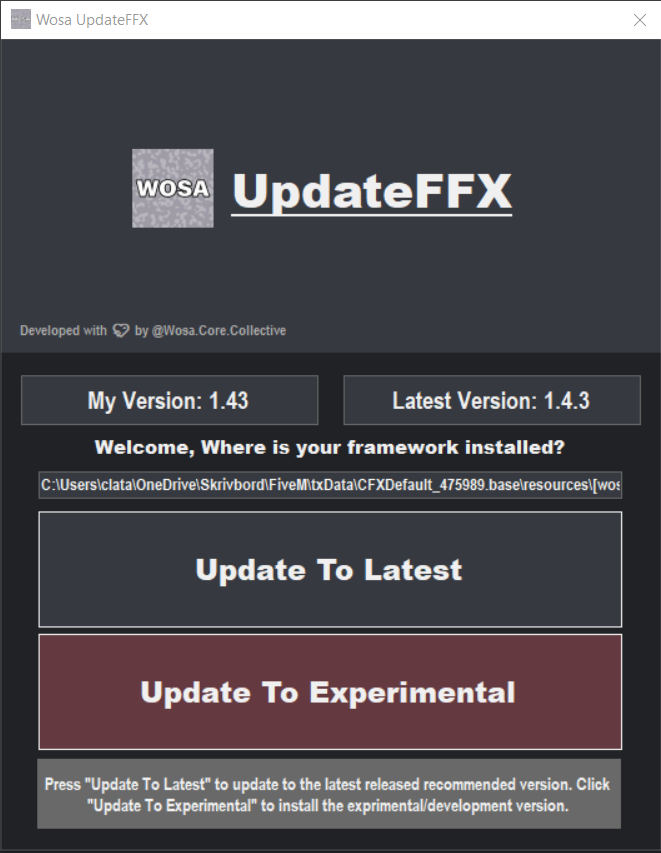 Wosa UpdateFFX
WOSA
UpdateFFX
Developed with by @Wosa.Core.Collective
My Version: 1.43
Latest Version: 1.4.3
Welcome, Where is your framework installed?
C:\Users\clata\OneDrive\Skrivbord\FiveM\txData\CFXDefault_475989.base\resources\[wos
Update To Latest
Update To Experimental
Press "Update To Latest" to update to the latest released recommended version. Click
"Update To Experimental" to install the exprimental/development version.